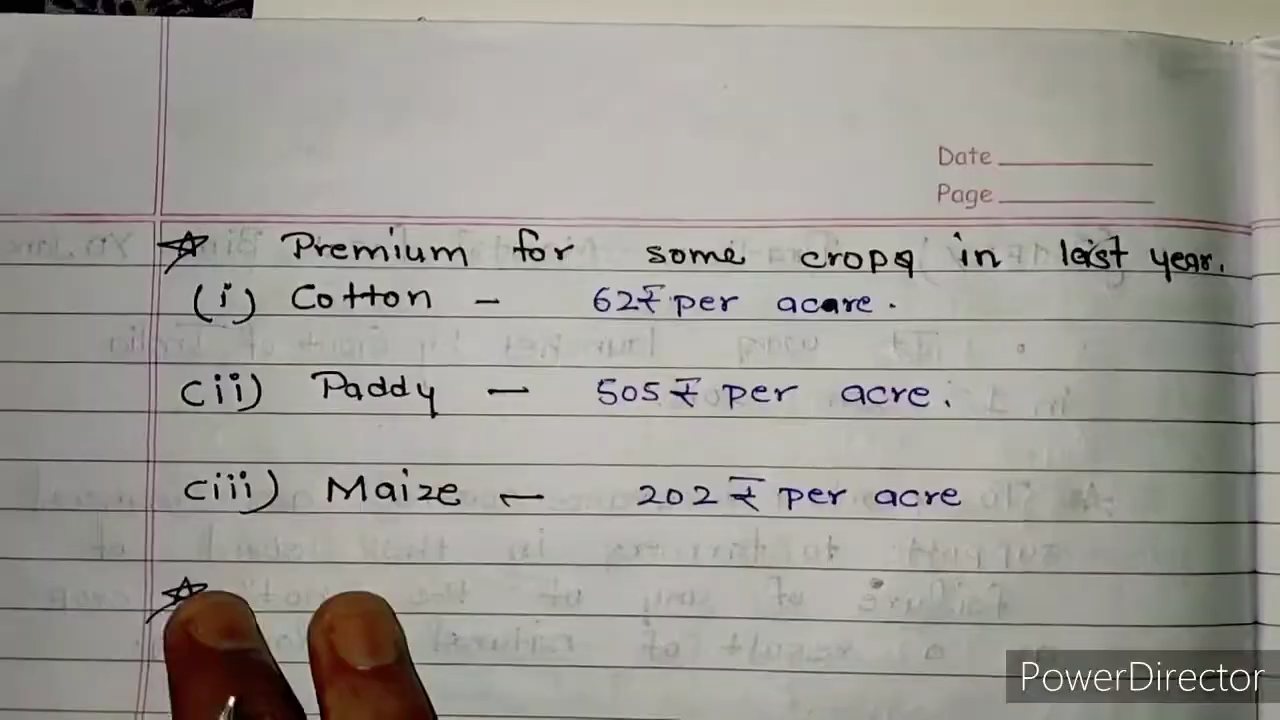 Date
Page
☆ Premium for some crops in last year.
(i) Cotton - 62₹ per acare.
(ii) Paddy - 505 ₹ per acre.
(iii) Maize - 202 ₹ per acre
☆
PowerDirector